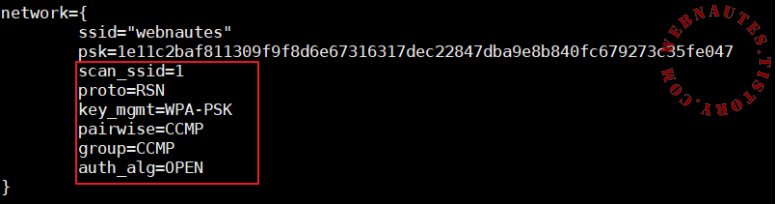 network={
ssid="webnautes"
psk=1e11c2baf811309f9f8d6e67316317dec22847dba9e8b840fc679273c35fe047
scan_ssid=1
proto=RSN
key_mgmt=WPA-PSK
pairwise=CCMP
group=CCMP
auth_alg=OPEN
}
WEBNAUTES.TISTORY.COM